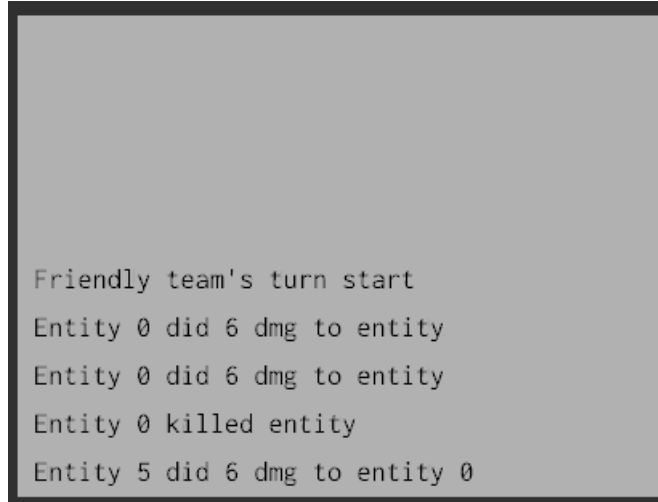 Friendly team's turn start
Entity 0 did 6 dmg to entity
Entity 0 did 6 dmg to entity
Entity 0 killed entity
Entity 5 did 6 dmg to entity 0